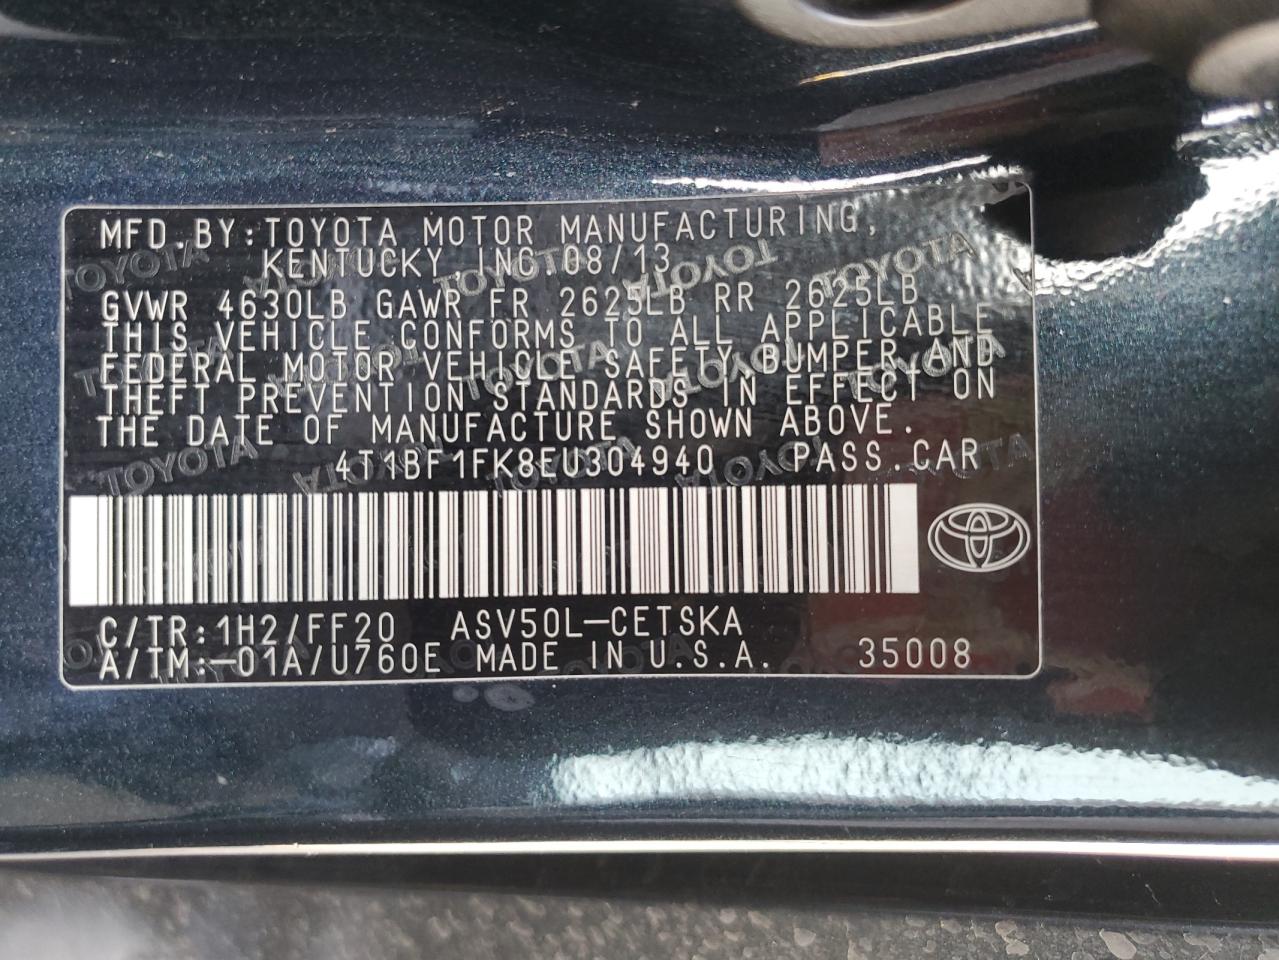 MFD.BY:TOYOTA MOTOR MANUFACTURING,
KENTUCKY,INC 08/13
GVWR 4630LB GAWR FR 2625LB RR 2625LB
THIS VEHICLE CONFORMS TO ALL APPLICABLE
FEDERAL MOTOR VEHICLE SAFETY,BUMPER AND
THEFT PREVENTION STANDARDS IN EFFECT ON
THE DATE OF MANUFACTURE SHOWN ABOVE.
4T1BF1FK8EU304940 PASS.CAR
C/TR:1H2/FF20 ASV50L-CETSKA
A/TM:-01A/U760E MADE IN U.S.A. 35008